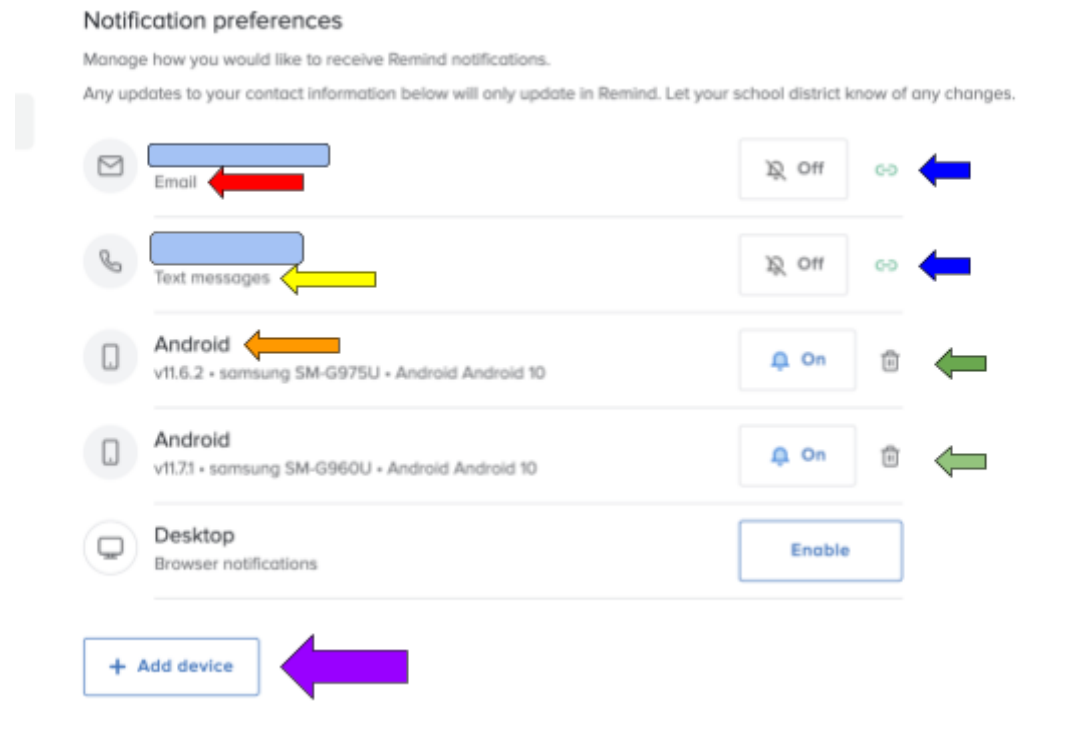 Notification preferences
Manage how you would like to receive Remind notifications.
Any updates to your contact information below will only update in Remind. Let your school district know of any changes.
Off
Email
Off
Text messages
Android
v11.6.2 • samsung SM-G975U • Android Android 10
On
Android
v11.7.1 • samsung SM-G960U • Android Android 10
On
Desktop
Browser notifications
Enable
+ Add device